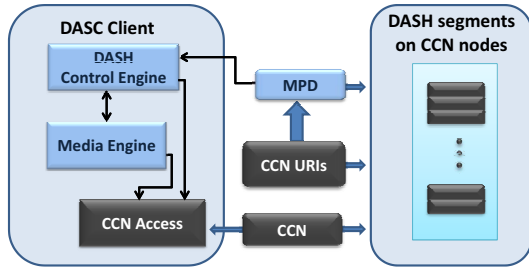 DASC Client
DASH
Control Engine
Media Engine
CCN Access
MPD
CCN URIs
CCN
DASH segments
on CCN nodes